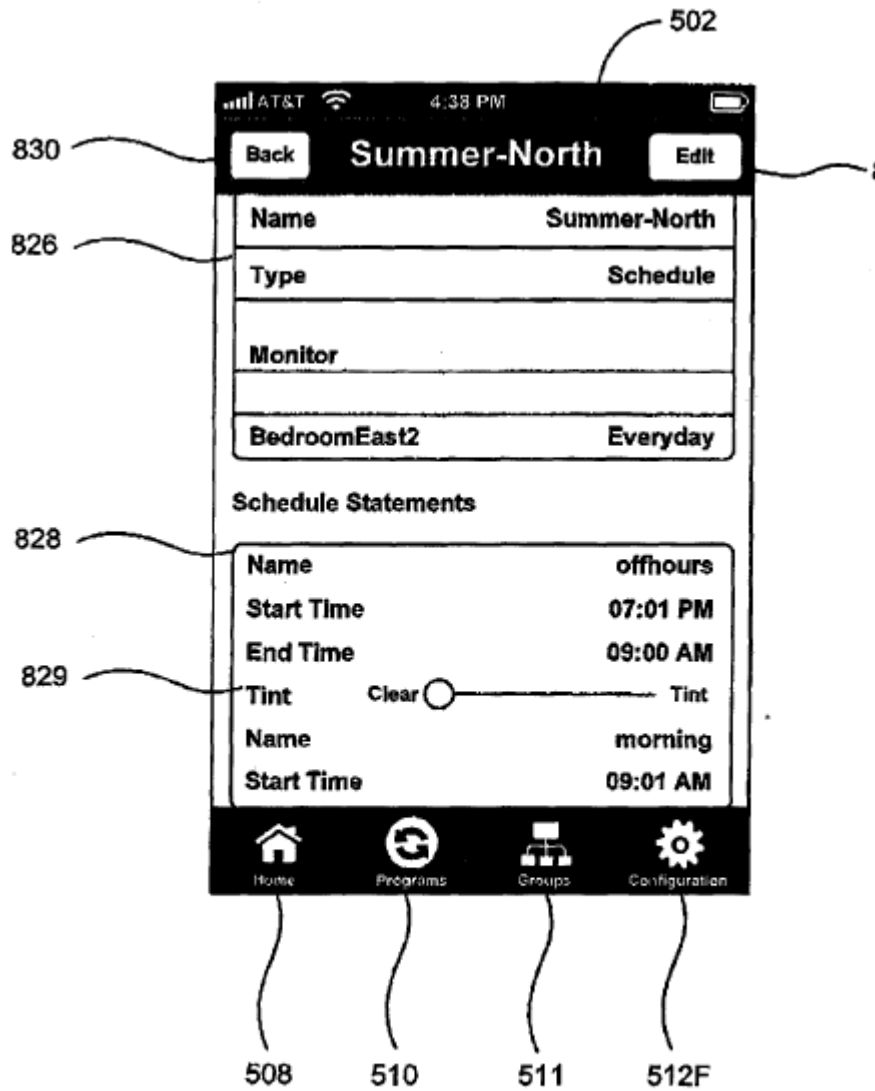 502
AT&T 4:38 PM
830 Back Summer-North Edit 8
Name Summer-North
826
Type Schedule
Monitor
BedroomEast2 Everyday
Schedule Statements
828
Name offhours
Start Time 07:01 PM
End Time 09:00 AM
829 Tint Clear Tint
Name morning
Start Time 09:01 AM
Home Programs Groups Configuration
508 510 511 512F